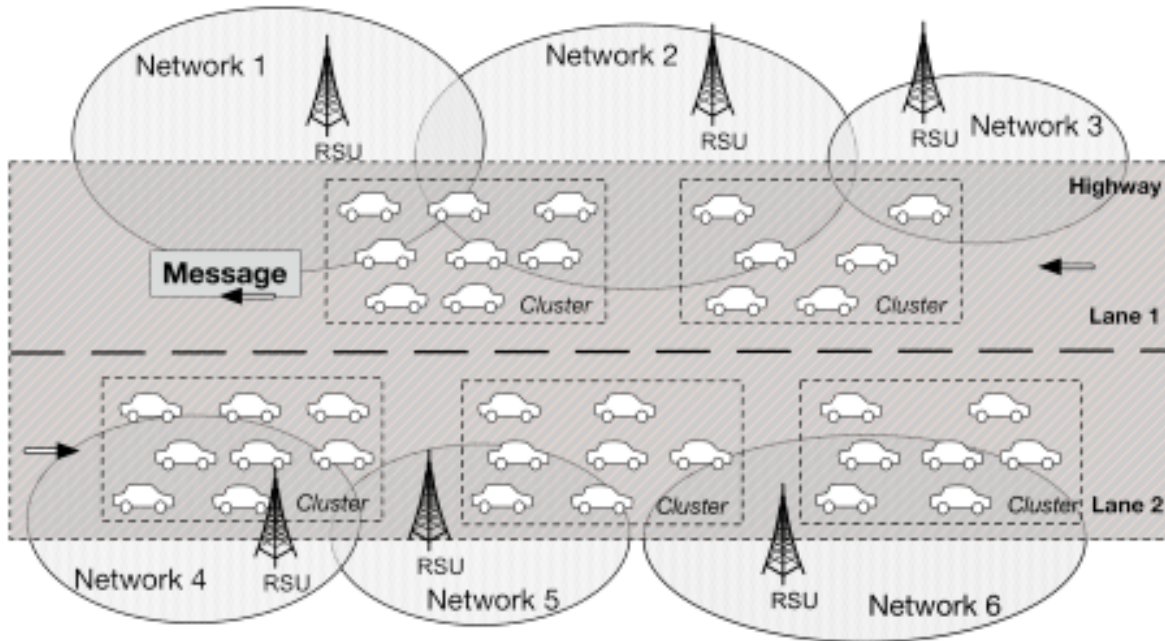 Network 1
Network 2
Network 3
RSU
RSU
RSU
Highway
Message
Cluster
Cluster
Lane 1
Cluster
Cluster
Cluster
Lane 2
Network 4
RSU
RSU
Network 5
RSU
Network 6